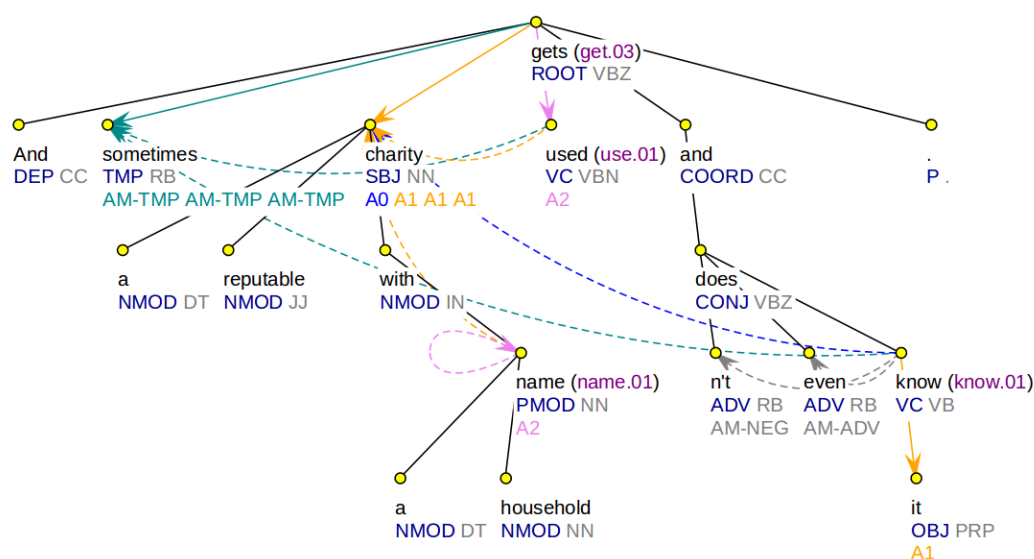 gets (get.03)
ROOT VBZ
And
DEP CC
sometimes
TMP RB
AM-TMP AM-TMP AM-TMP
charity
SBJ NN
A0 A1 A1 A1
used (use.01)
VC VBN
A2
and
COORD CC
.
P .
a
NMOD DT
reputable
NMOD JJ
with
NMOD IN
does
CONJ VBZ
name (name.01)
PMOD NN
A2
n't
ADV RB
AM-NEG
even
ADV RB
AM-ADV
know (know.01)
VC VB
a
NMOD DT
household
NMOD NN
it
OBJ PRP
A1